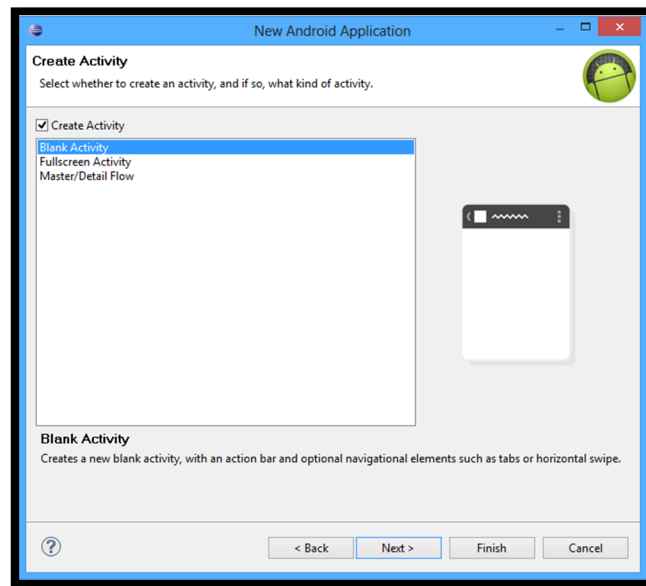 New Android Application
Create Activity
Select whether to create an activity, and if so, what kind of activity.
Create Activity
Blank Activity
Fullscreen Activity
Master/Detail Flow
Blank Activity
Creates a new blank activity, with an action bar and optional navigational elements such as tabs or horizontal swipe.
?
< Back
Next >
Finish
Cancel